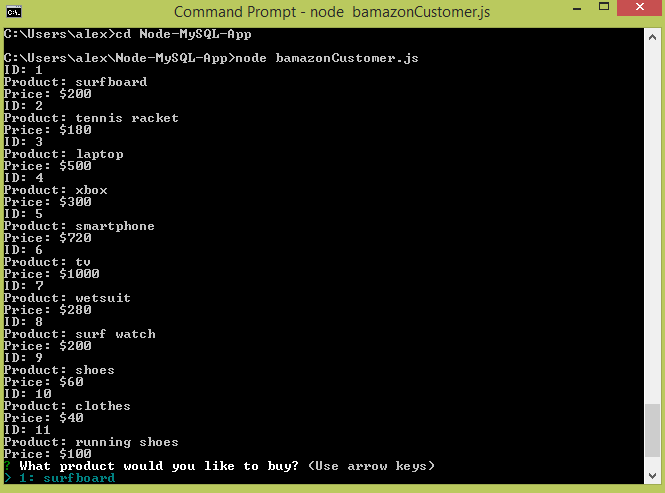 Command Prompt - node  bamazonCustomer.js
C:\Users\alex>cd Node-MySQL-App
C:\Users\alex\Node-MySQL-App>node bamazonCustomer.js
ID: 1
Product: surfboard
Price: $200
ID: 2
Product: tennis racket
Price: $180
ID: 3
Product: laptop
Price: $500
ID: 4
Product: xbox
Price: $300
ID: 5
Product: smartphone
Price: $720
ID: 6
Product: tv
Price: $1000
ID: 7
Product: wetsuit
Price: $280
ID: 8
Product: surf watch
Price: $200
ID: 9
Product: shoes
Price: $60
ID: 10
Product: clothes
Price: $40
ID: 11
Product: running shoes
Price: $100
? What product would you like to buy? (Use arrow keys)
> 1: surfboard